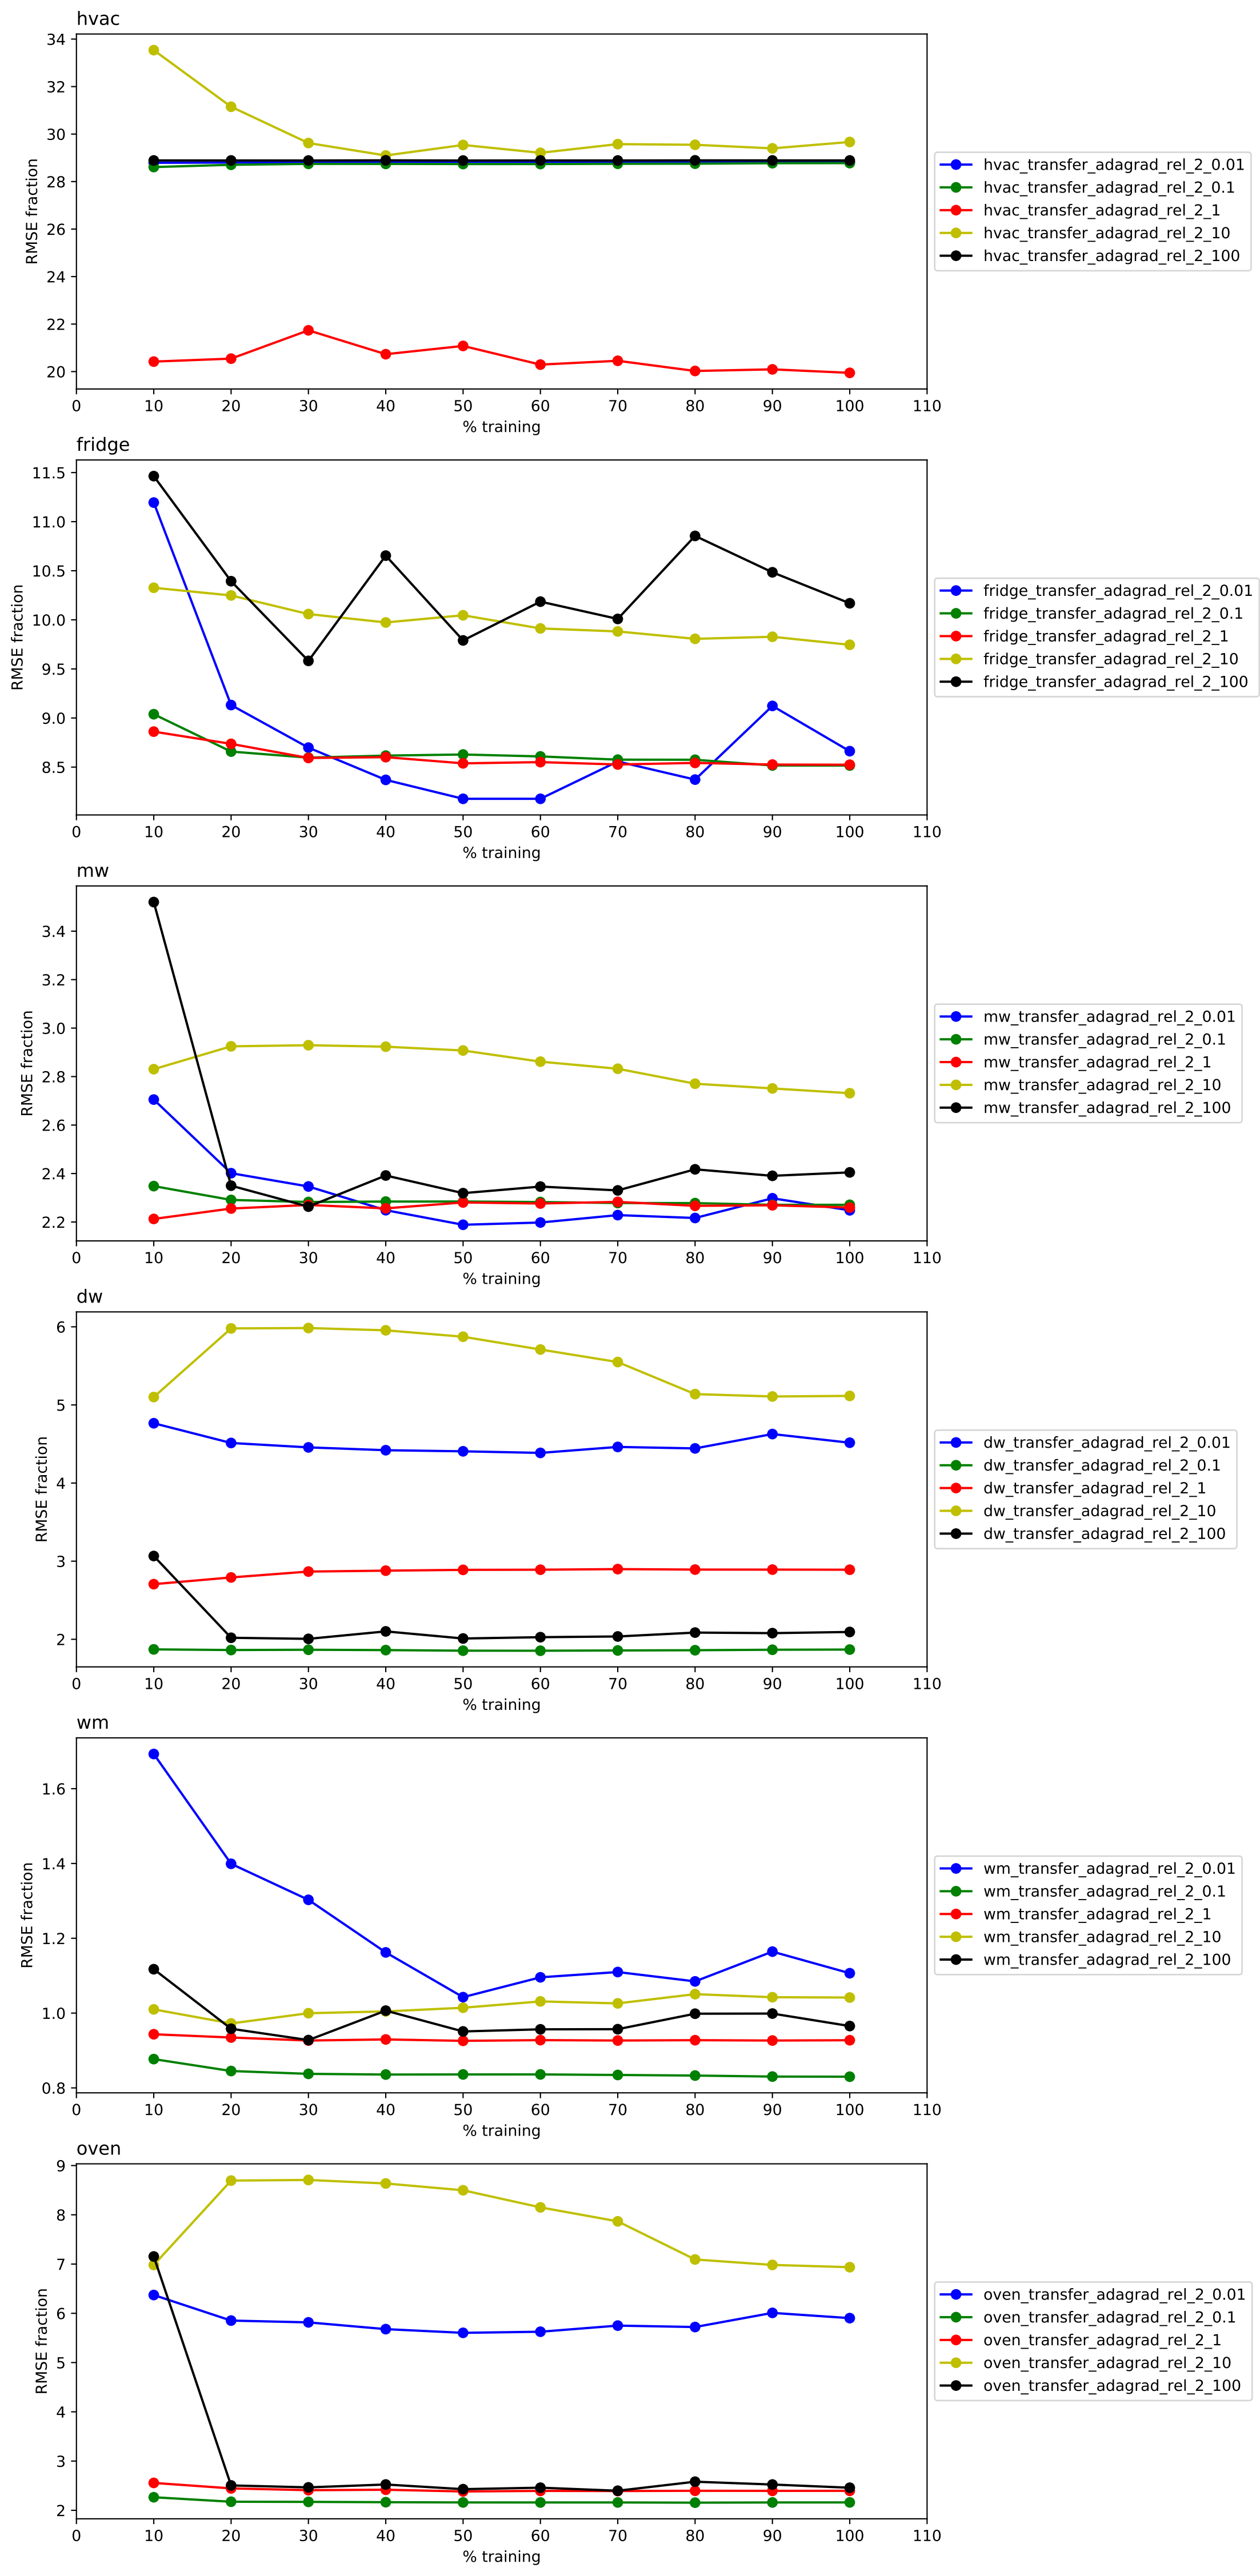 hvac
34
32
30
28
26
24
22
20
RMSE fraction
0 10 20 30 40 50 60 70 80 90 100 110
% training
hvac_transfer_adagrad_rel_2_0.01
hvac_transfer_adagrad_rel_2_0.1
hvac_transfer_adagrad_rel_2_1
hvac_transfer_adagrad_rel_2_10
hvac_transfer_adagrad_rel_2_100
fridge
11.5
11.0
10.5
10.0
9.5
9.0
8.5
RMSE fraction
0 10 20 30 40 50 60 70 80 90 100 110
% training
fridge_transfer_adagrad_rel_2_0.01
fridge_transfer_adagrad_rel_2_0.1
fridge_transfer_adagrad_rel_2_1
fridge_transfer_adagrad_rel_2_10
fridge_transfer_adagrad_rel_2_100
mw
3.4
3.2
3.0
2.8
2.6
2.4
2.2
RMSE fraction
0 10 20 30 40 50 60 70 80 90 100 110
% training
mw_transfer_adagrad_rel_2_0.01
mw_transfer_adagrad_rel_2_0.1
mw_transfer_adagrad_rel_2_1
mw_transfer_adagrad_rel_2_10
mw_transfer_adagrad_rel_2_100
dw
6
5
4
3
2
RMSE fraction
0 10 20 30 40 50 60 70 80 90 100 110
% training
dw_transfer_adagrad_rel_2_0.01
dw_transfer_adagrad_rel_2_0.1
dw_transfer_adagrad_rel_2_1
dw_transfer_adagrad_rel_2_10
dw_transfer_adagrad_rel_2_100
wm
1.6
1.4
1.2
1.0
0.8
RMSE fraction
0 10 20 30 40 50 60 70 80 90 100 110
% training
wm_transfer_adagrad_rel_2_0.01
wm_transfer_adagrad_rel_2_0.1
wm_transfer_adagrad_rel_2_1
wm_transfer_adagrad_rel_2_10
wm_transfer_adagrad_rel_2_100
oven
9
8
7
6
5
4
3
2
RMSE fraction
0 10 20 30 40 50 60 70 80 90 100 110
% training
oven_transfer_adagrad_rel_2_0.01
oven_transfer_adagrad_rel_2_0.1
oven_transfer_adagrad_rel_2_1
oven_transfer_adagrad_rel_2_10
oven_transfer_adagrad_rel_2_100